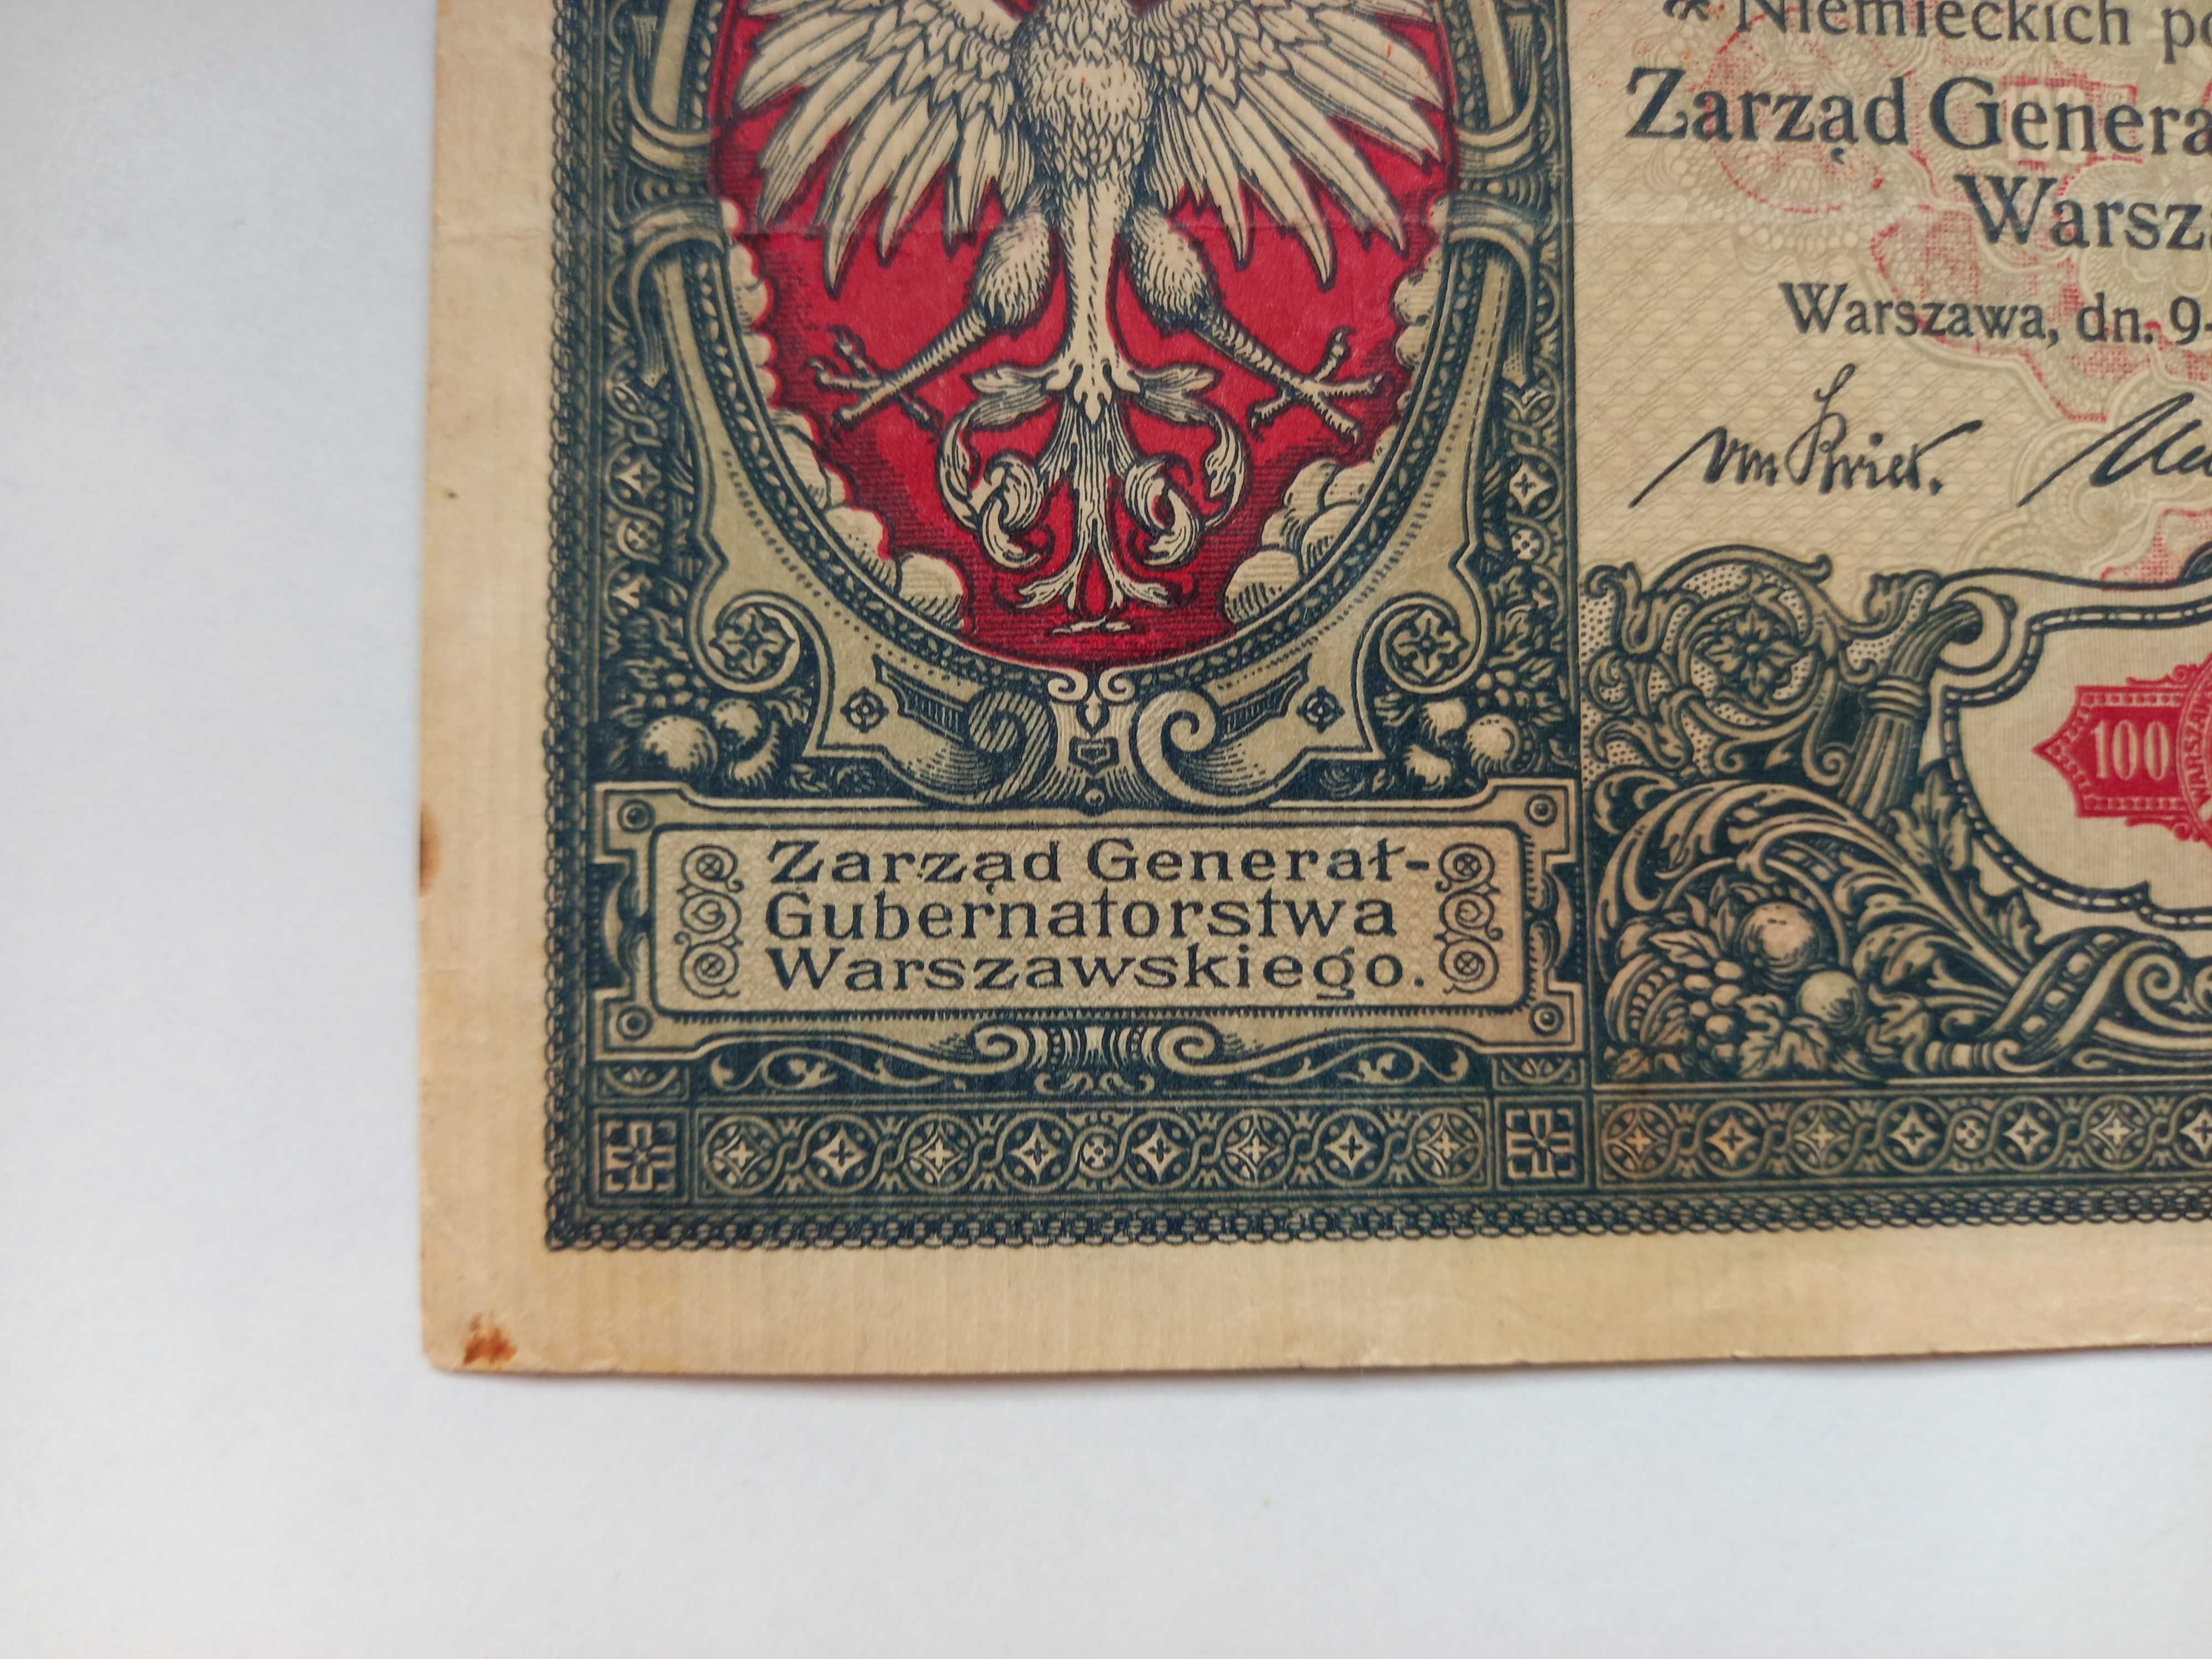 Niemieckich
Zarząd Genera
Warsz
Warszawa, dn. 9
100
Zarząd Generał-
Gubernatorstwa
Warszawskiego.